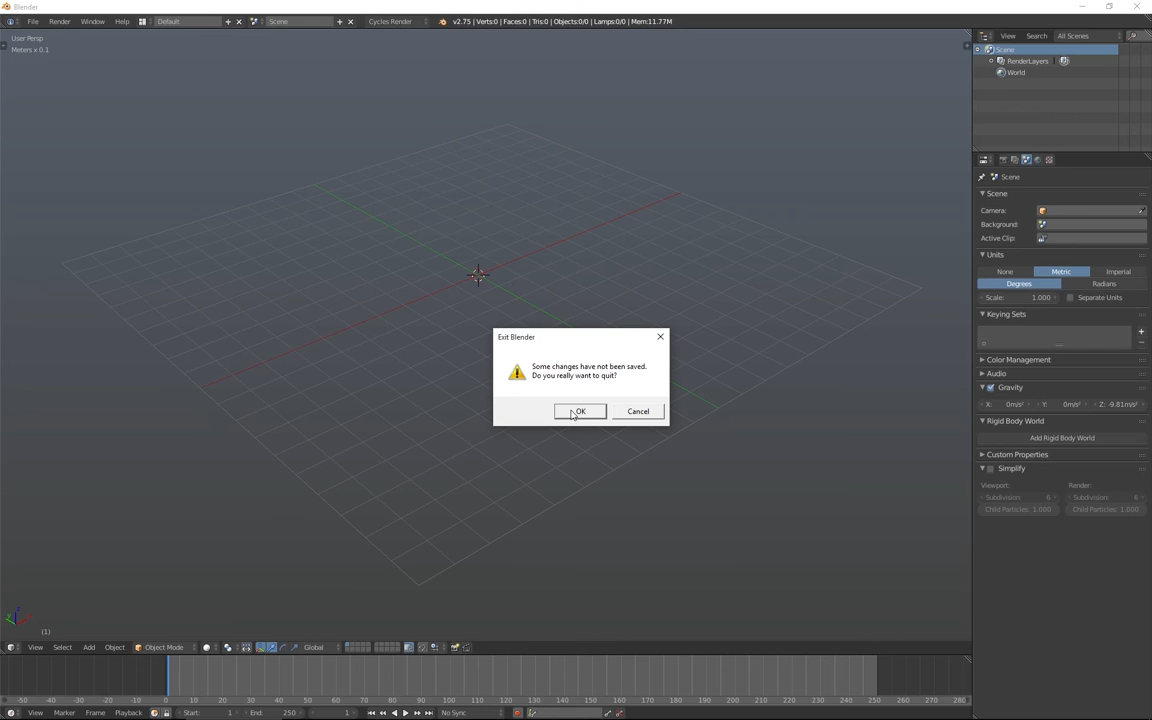 Blender
File Render Window Help Default Scene Cycles Render v2.75 | Verts:0 | Faces:0 | Tris:0 | Objects:0/0 | Lamps:0/0 | Mem:11.77M
User Persp
Meters x 0.1
View Search All Scenes
Scene
RenderLayers |
World
Scene
Scene
Camera:
Background:
Active Clip:
Units
None Metric Imperial
Degrees Radians
Scale: 1.000 Separate Units
Keying Sets
Color Management
Audio
Gravity
X: 0m/s² Y: 0m/s² Z: -9.81m/s²
Rigid Body World
Add Rigid Body World
Custom Properties
Simplify
Viewport: Render:
Subdivision: 6 Subdivision: 6
Child Particles: 1.000 Child Particles: 1.000
Exit Blender
Some changes have not been saved.
Do you really want to quit?
OK Cancel
z
y
(1)
View Select Add Object Object Mode Global
-50 -40 -30 -20 -10 0 10 20 30 40 50 60 70 80 90 100 110 120 130 140 150 160 170 180 190 200 210 220 230 240 250 260 270 280
View Marker Frame Playback Start: 1 End: 250 1 No Sync